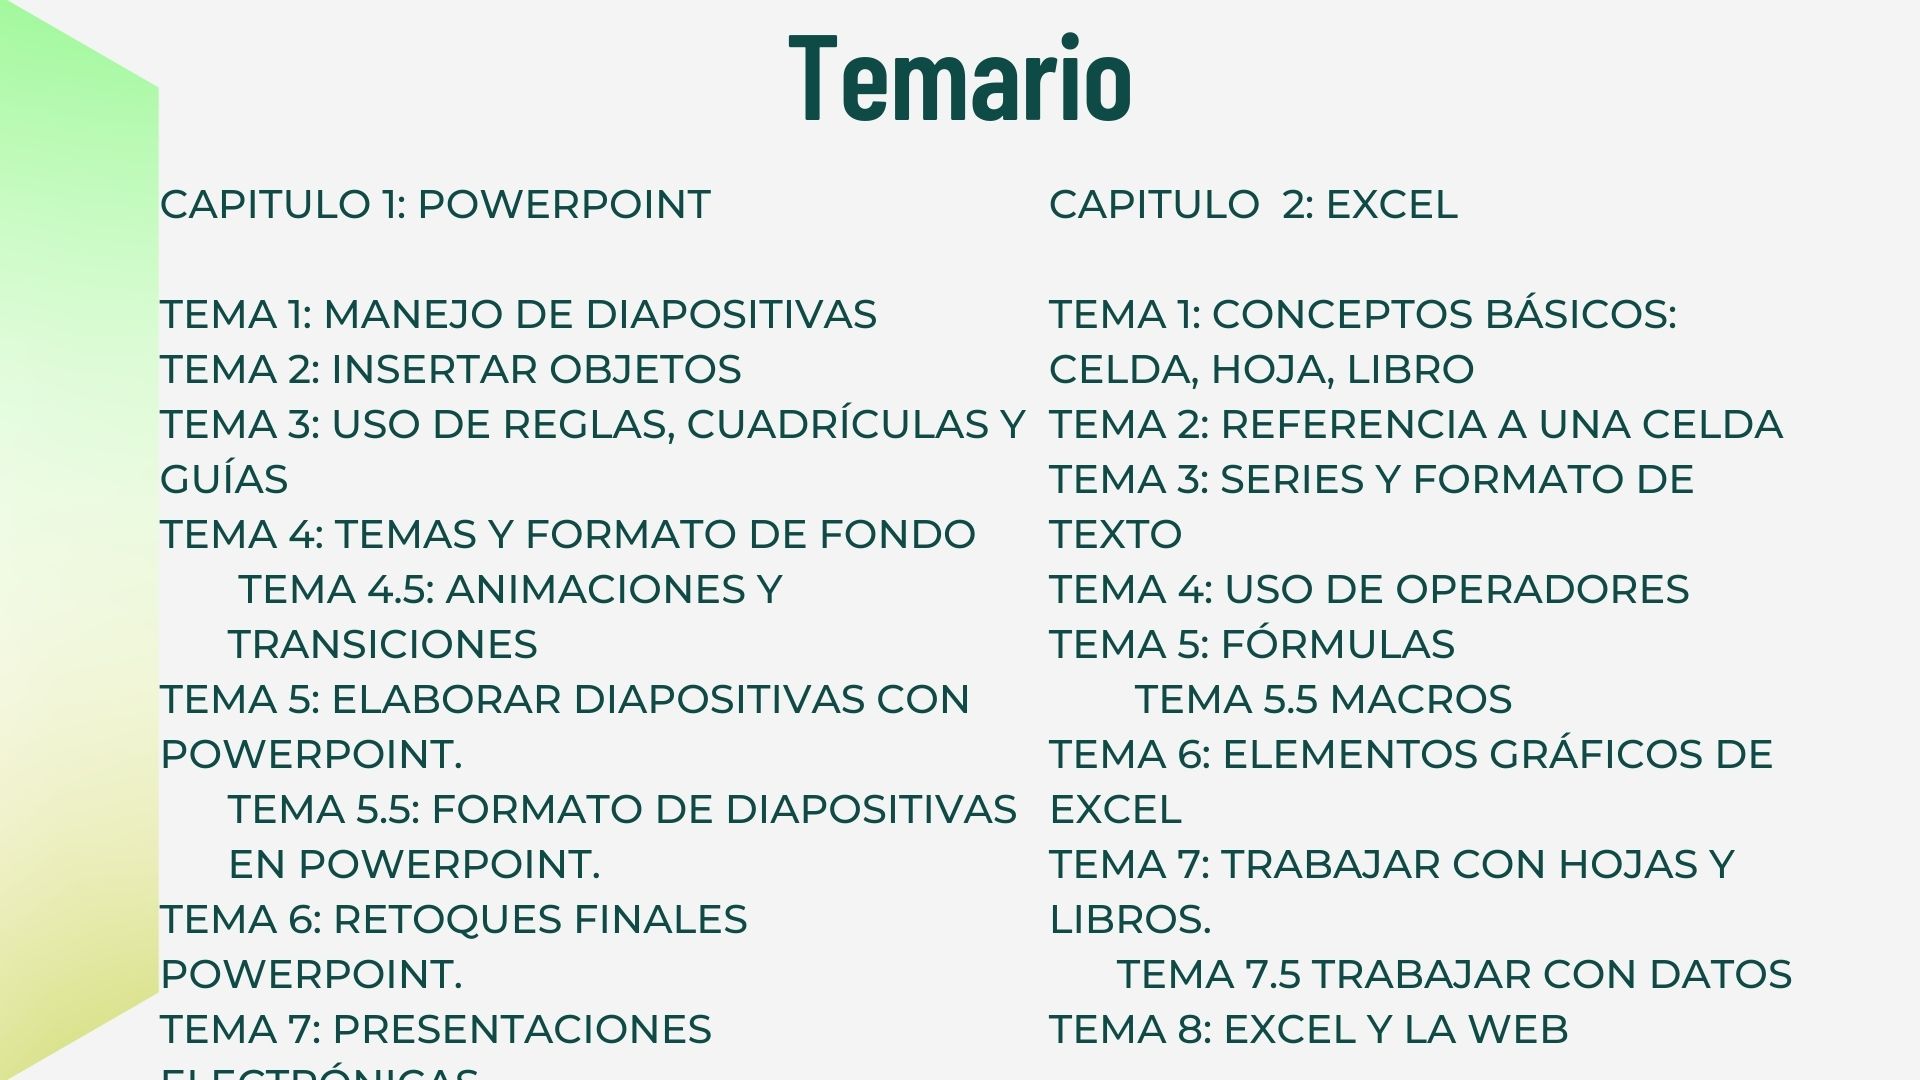 Temario
CAPITULO 1: POWERPOINT
TEMA 1: MANEJO DE DIAPOSITIVAS
TEMA 2: INSERTAR OBJETOS
TEMA 3: USO DE REGLAS, CUADRÍCULAS Y
GUÍAS
TEMA 4: TEMAS Y FORMATO DE FONDO
TEMA 4.5: ANIMACIONES Y
TRANSICIONES
TEMA 5: ELABORAR DIAPOSITIVAS CON
POWERPOINT.
TEMA 5.5: FORMATO DE DIAPOSITIVAS
EN POWERPOINT.
TEMA 6: RETOQUES FINALES
POWERPOINT.
TEMA 7: PRESENTACIONES
ELECTRÓNICAS
CAPITULO  2: EXCEL
TEMA 1: CONCEPTOS BÁSICOS:
CELDA, HOJA, LIBRO
TEMA 2: REFERENCIA A UNA CELDA
TEMA 3: SERIES Y FORMATO DE
TEXTO
TEMA 4: USO DE OPERADORES
TEMA 5: FÓRMULAS
TEMA 5.5 MACROS
TEMA 6: ELEMENTOS GRÁFICOS DE
EXCEL
TEMA 7: TRABAJAR CON HOJAS Y
LIBROS.
TEMA 7.5 TRABAJAR CON DATOS
TEMA 8: EXCEL Y LA WEB